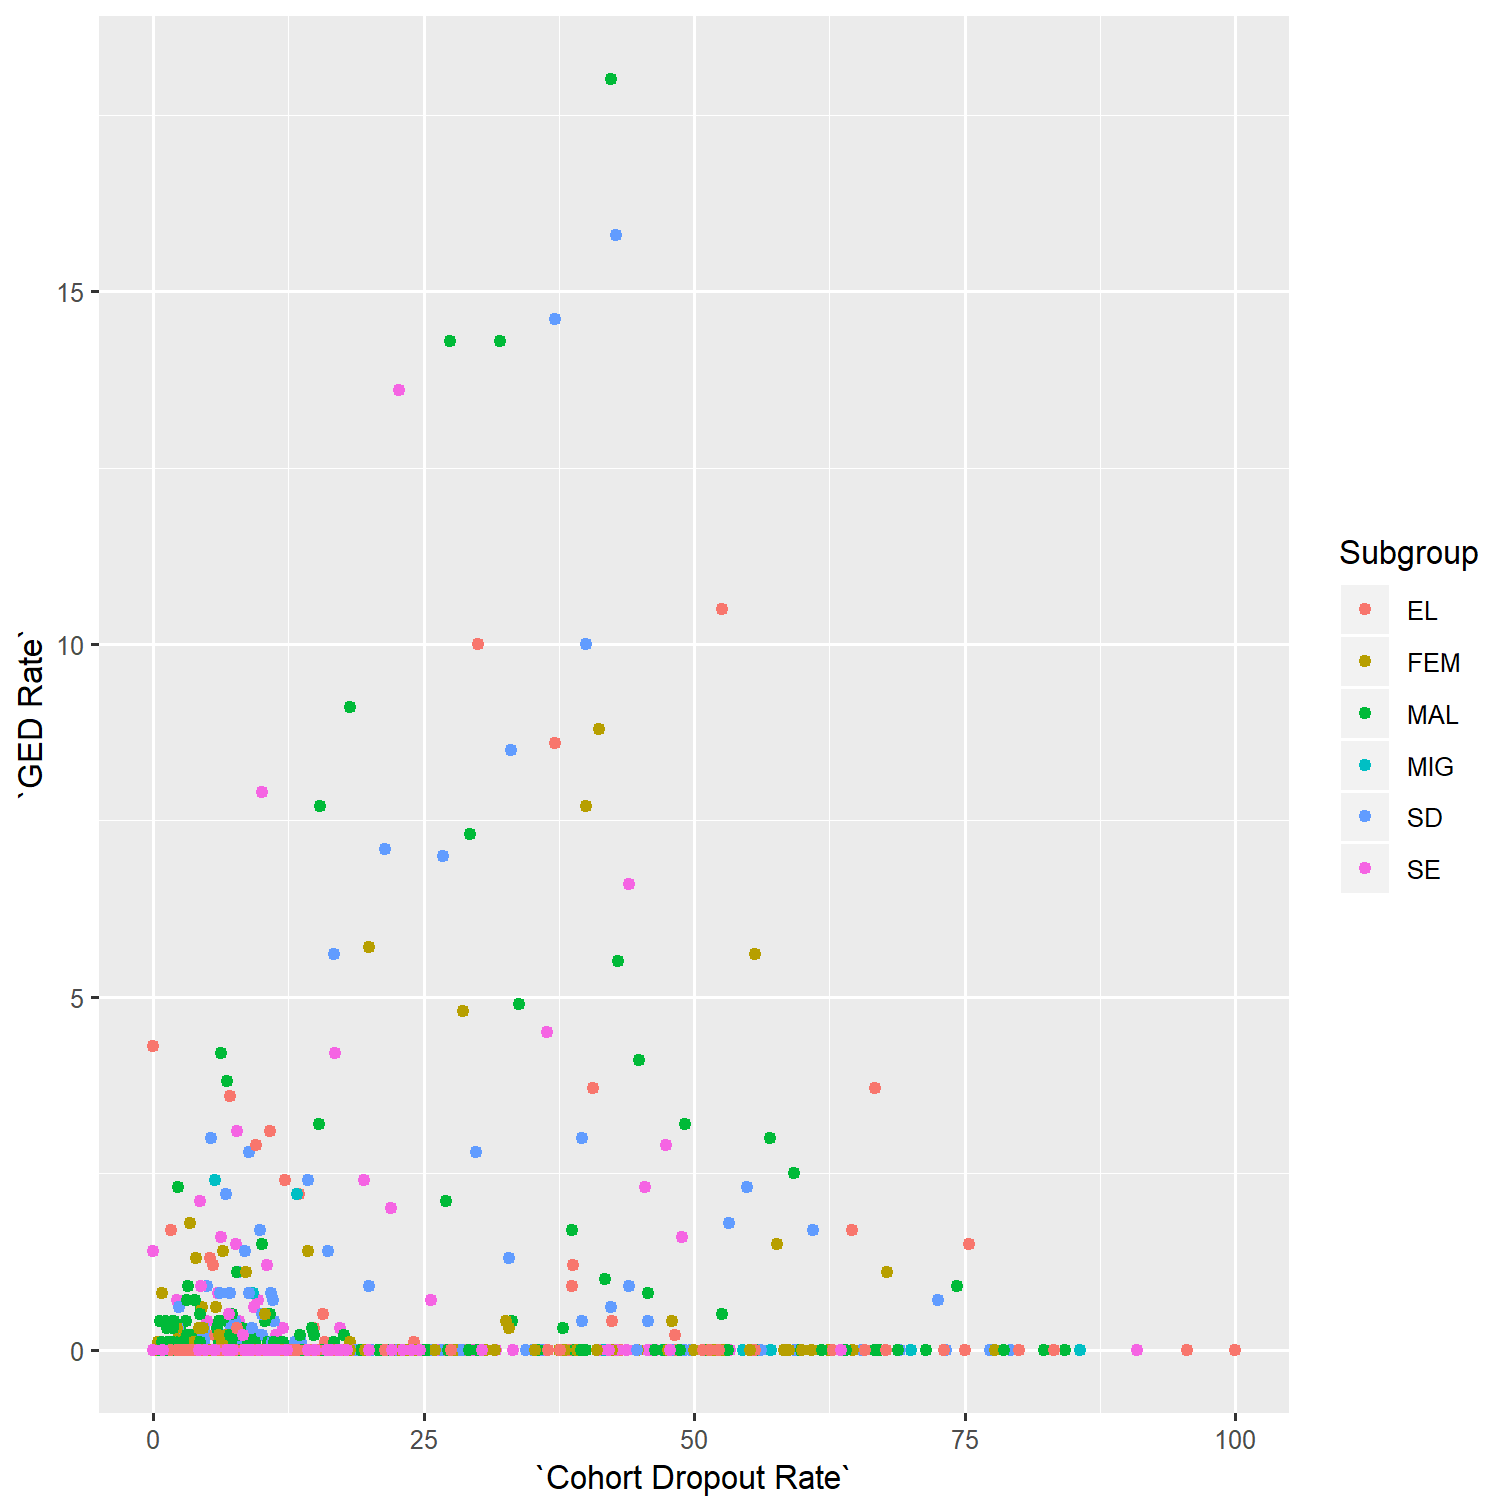 `GED Rate`
15
10
5
0
0 25 50 75 100
`Cohort Dropout Rate`
Subgroup
EL
FEM
MAL
MIG
SD
SE